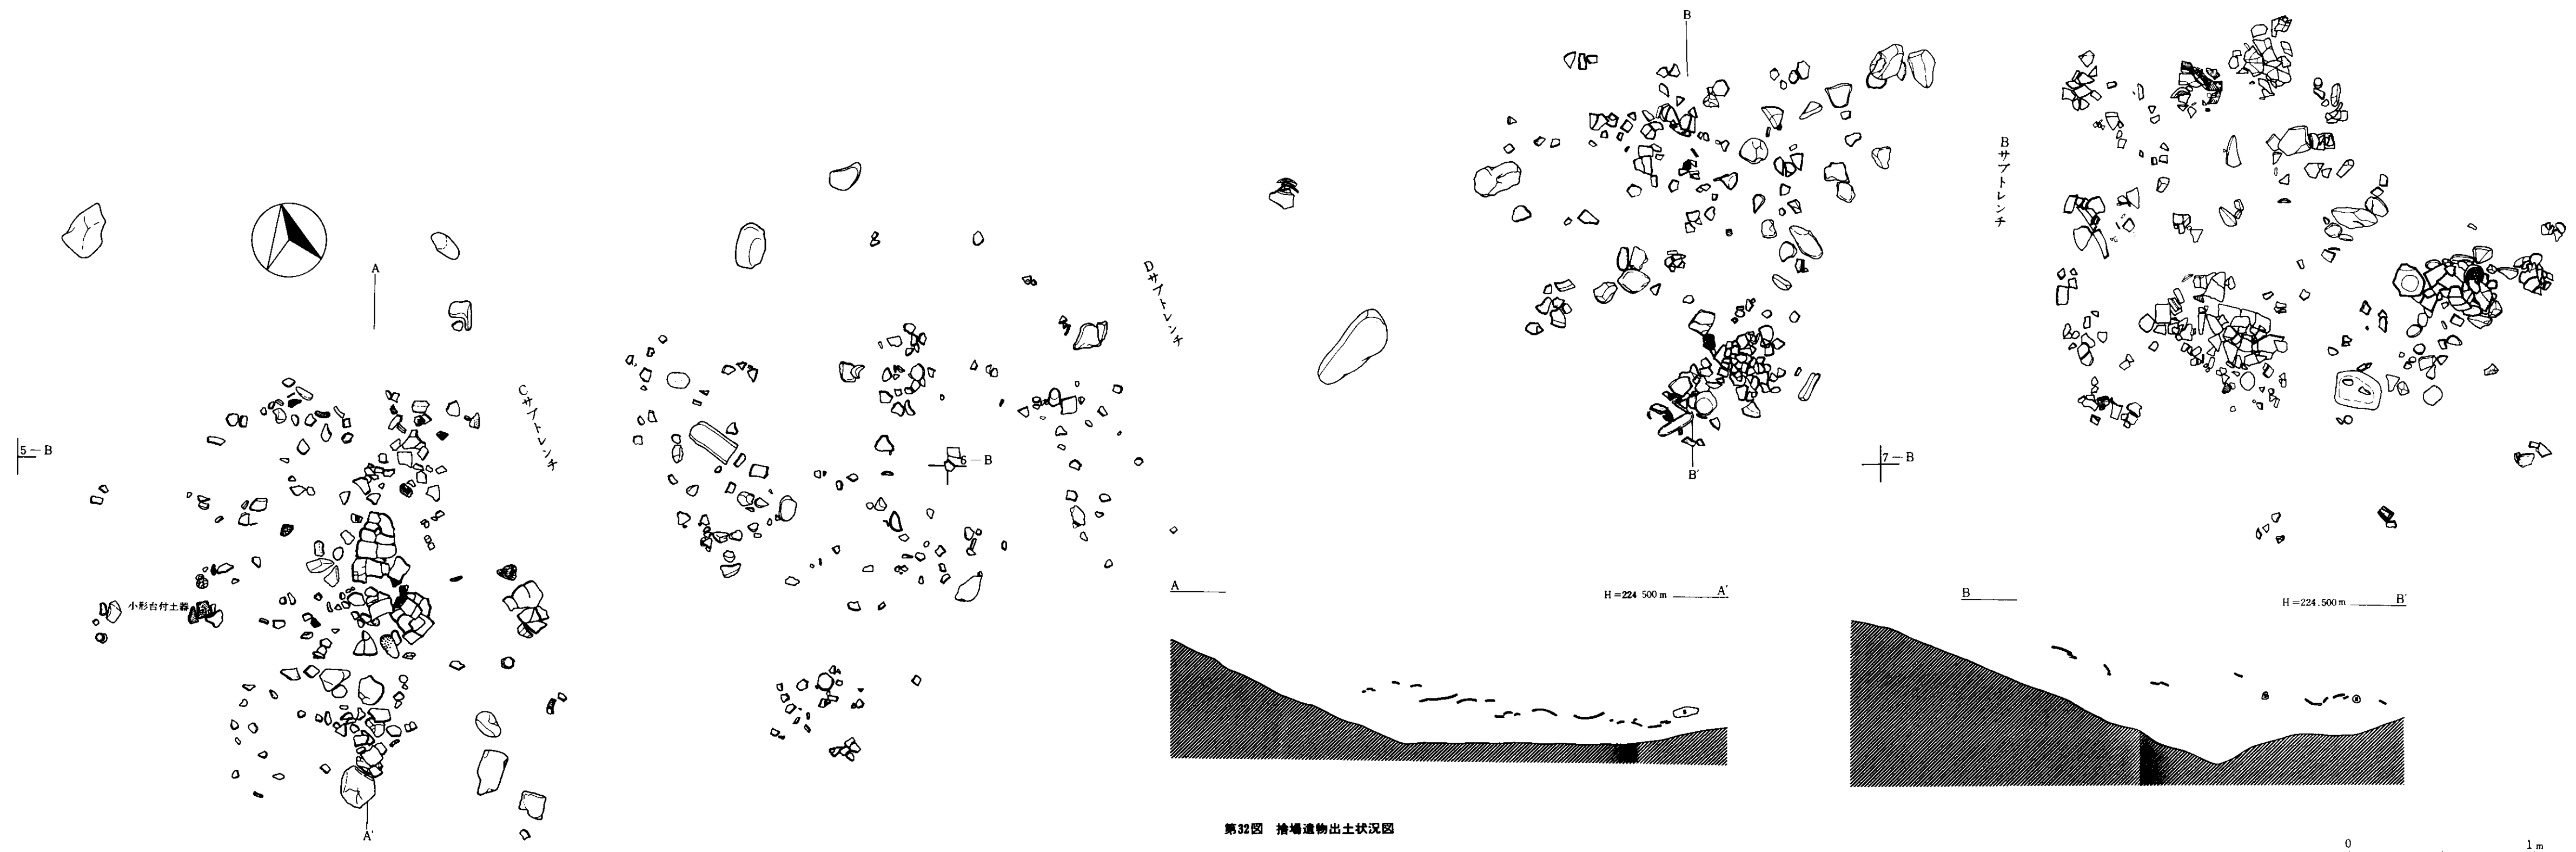 A
5－B
Cサブトレンチ
小形台付土器
A'
6－B
Dサブトレンチ
B
B'
7－B
Bサブトレンチ
A
H＝224 500m
A'
B
H＝224.500m
B'
第32図 捨場遺物出土状況図
0
1m